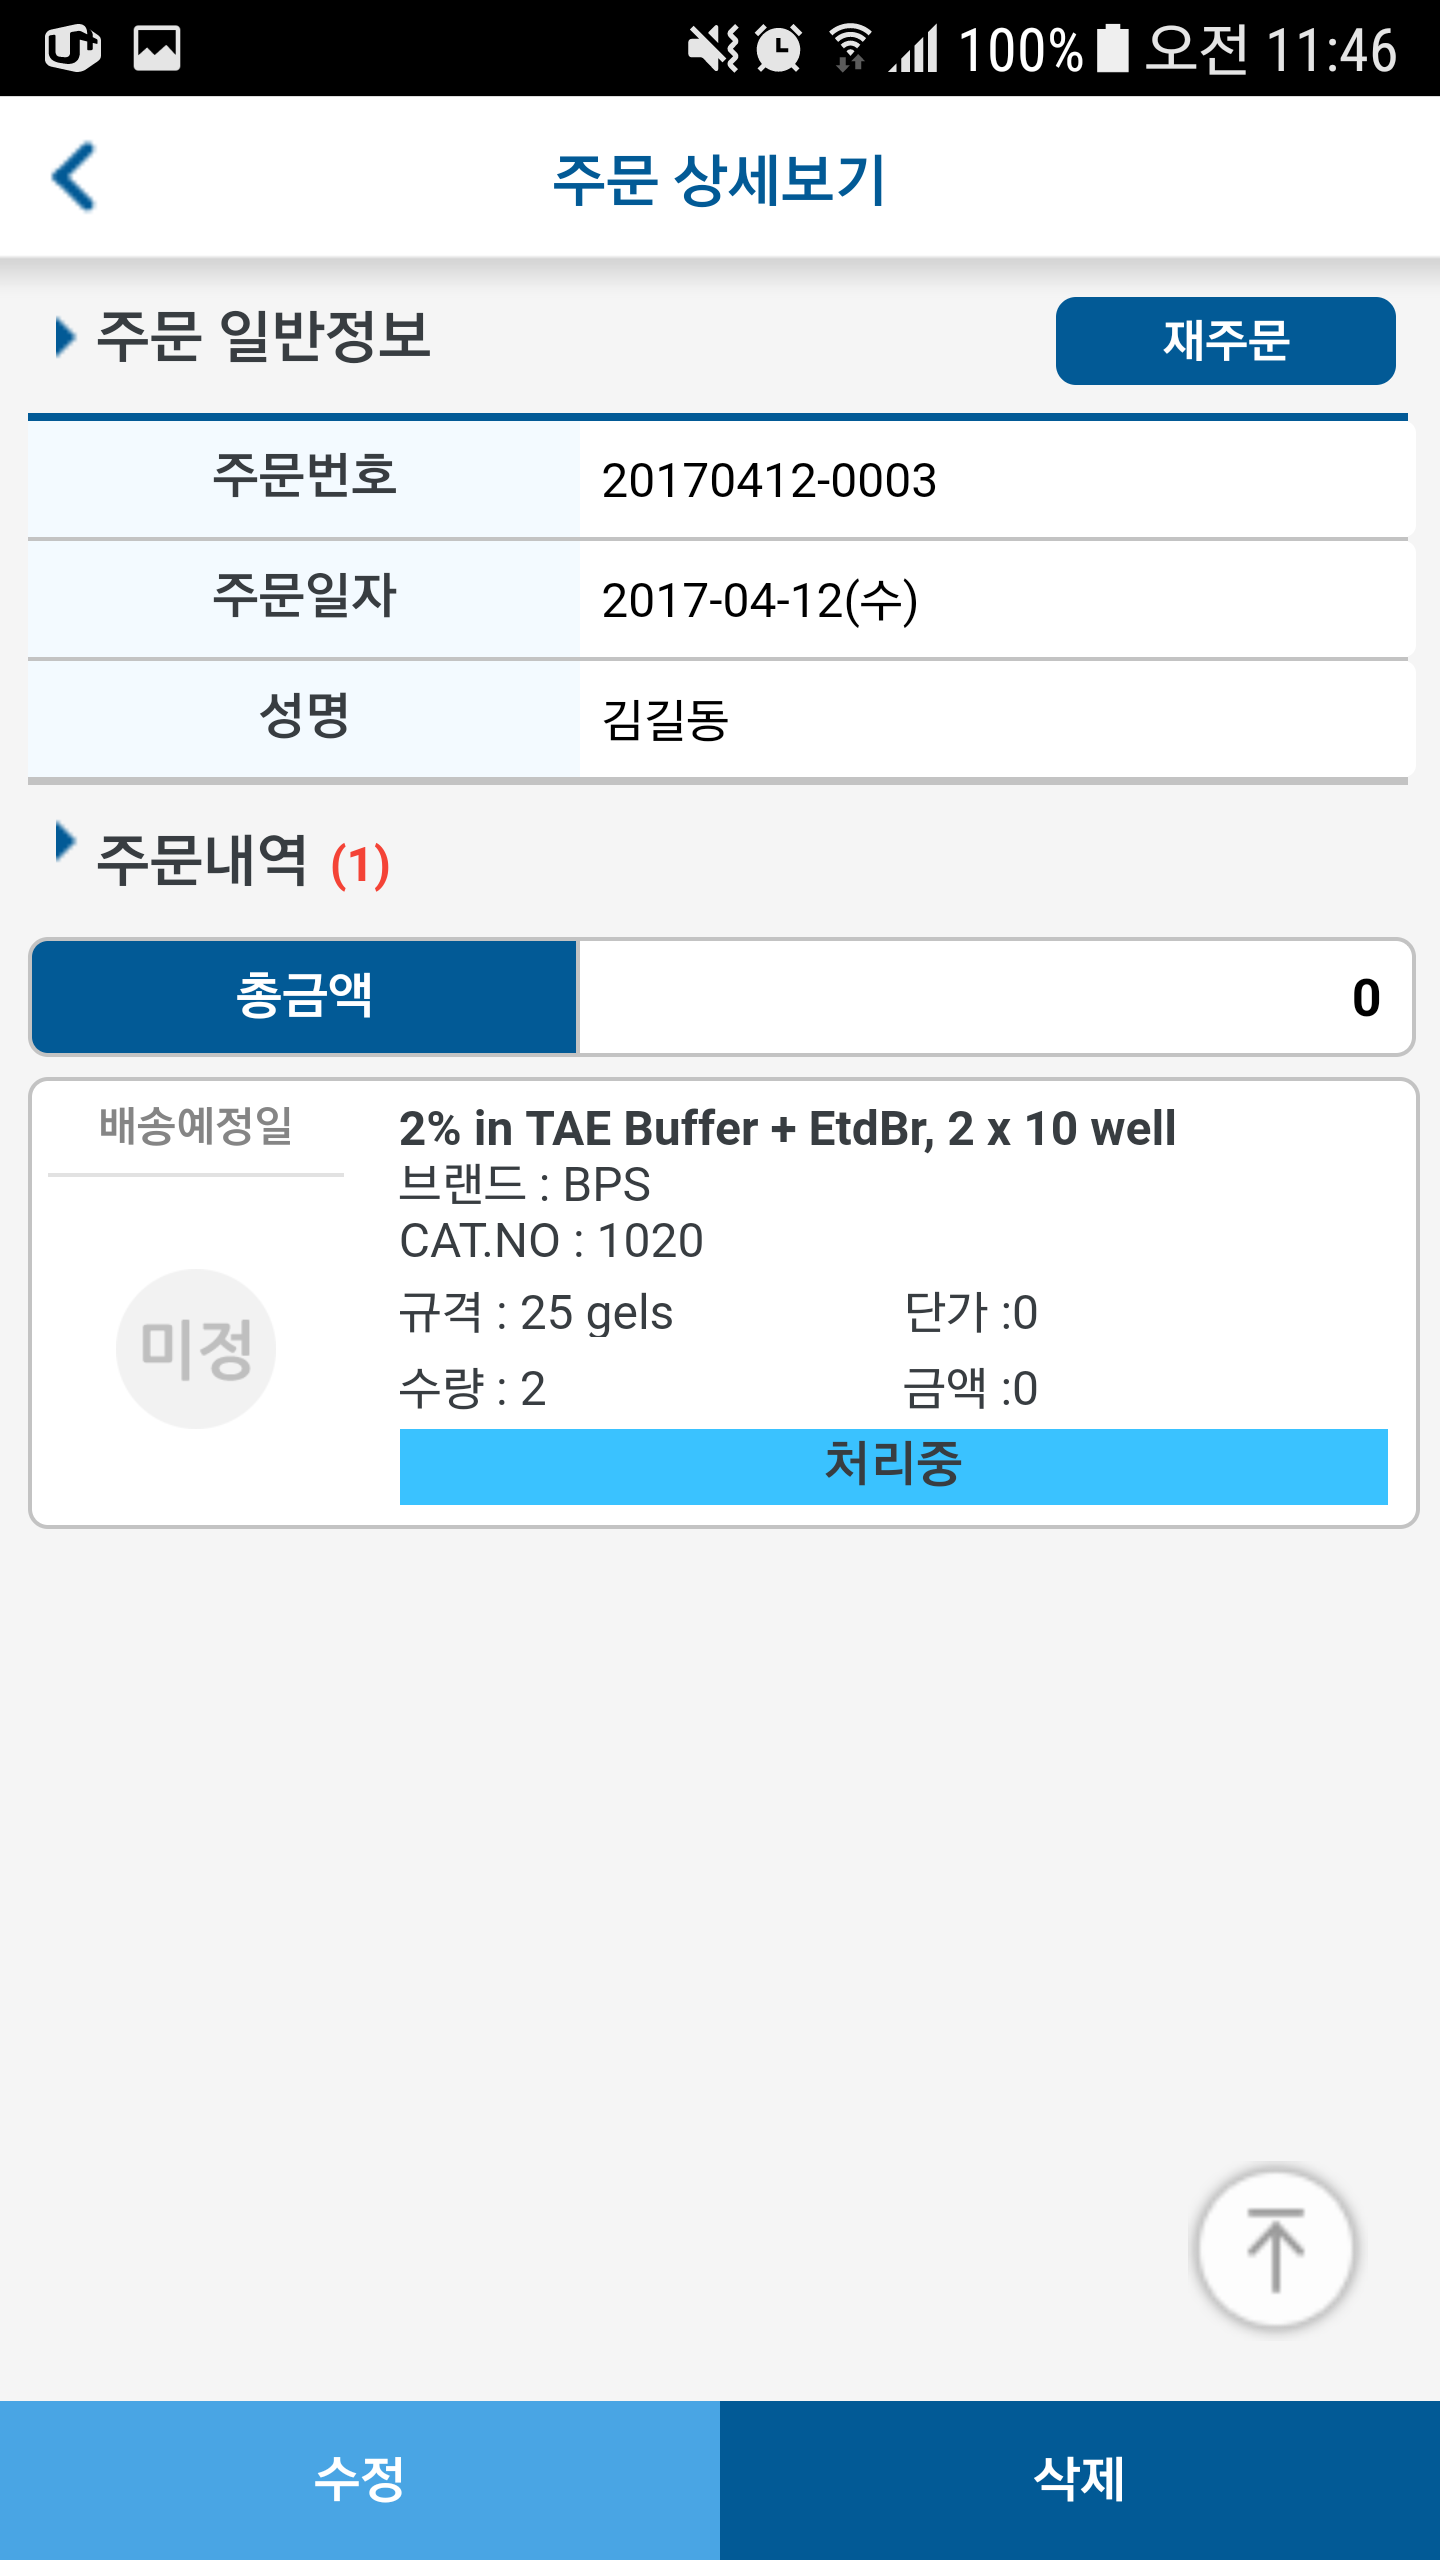 100% 오전 11:46
주문 상세보기
주문 일반정보
재주문
주문번호 20170412-0003
주문일자 2017-04-12(수)
성명 김길동
주문내역 (1)
총금액 0
배송예정일
미정
2% in TAE Buffer + EtdBr, 2 x 10 well
브랜드 : BPS
CAT.NO : 1020
규격 : 25 gels 단가 :0
수량 : 2 금액 :0
처리중
수정 삭제